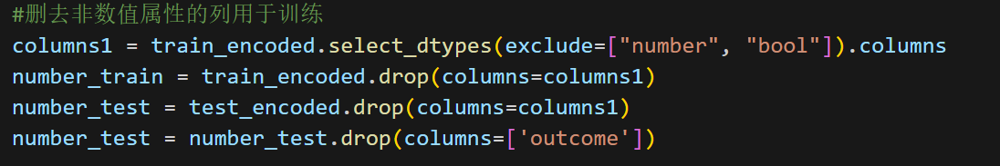 #删去非数值属性的列用于训练
columns1 = train_encoded.select_dtypes(exclude=["number", "bool"]).columns
number_train = train_encoded.drop(columns=columns1)
number_test = test_encoded.drop(columns=columns1)
number_test = number_test.drop(columns=['outcome'])